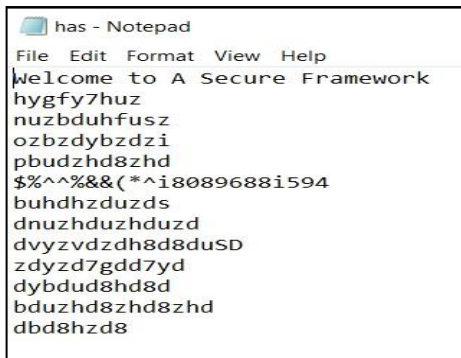 has - Notepad
File Edit Format View Help
Welcome to A Secure Framework
hygfy7huz
nuzbduhfusz
ozbzdybzdzi
pbudzhd8zhd
$%^^%&&(*^i8089688i594
buhdhzduzds
dnuzhduzhduzd
dvyzvdzdh8d8duSD
zdyzd7gdd7yd
dybdud8hd8d
bduzhd8zhd8zhd
dbd8hzd8